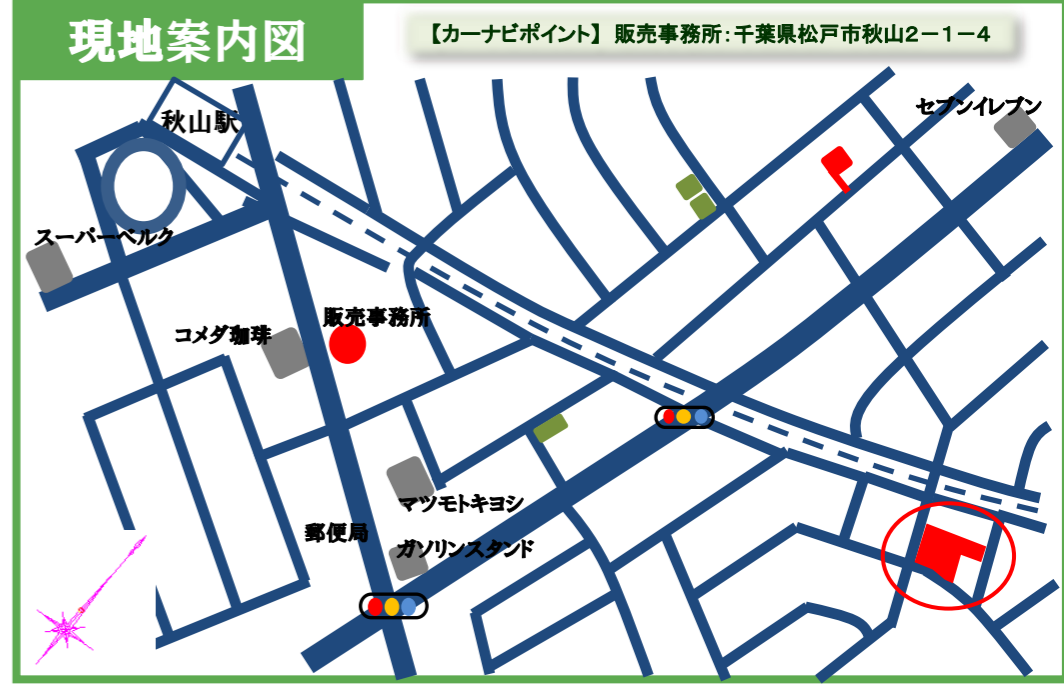 現地案内図
【カーナビポイント】 販売事務所:千葉県松戸市秋山2－1－4
秋山駅
セブンイレブン
スーパーベルク
販売事務所
コメダ珈琲
マツモトキヨシ
郵便局
ガソリンスタンド